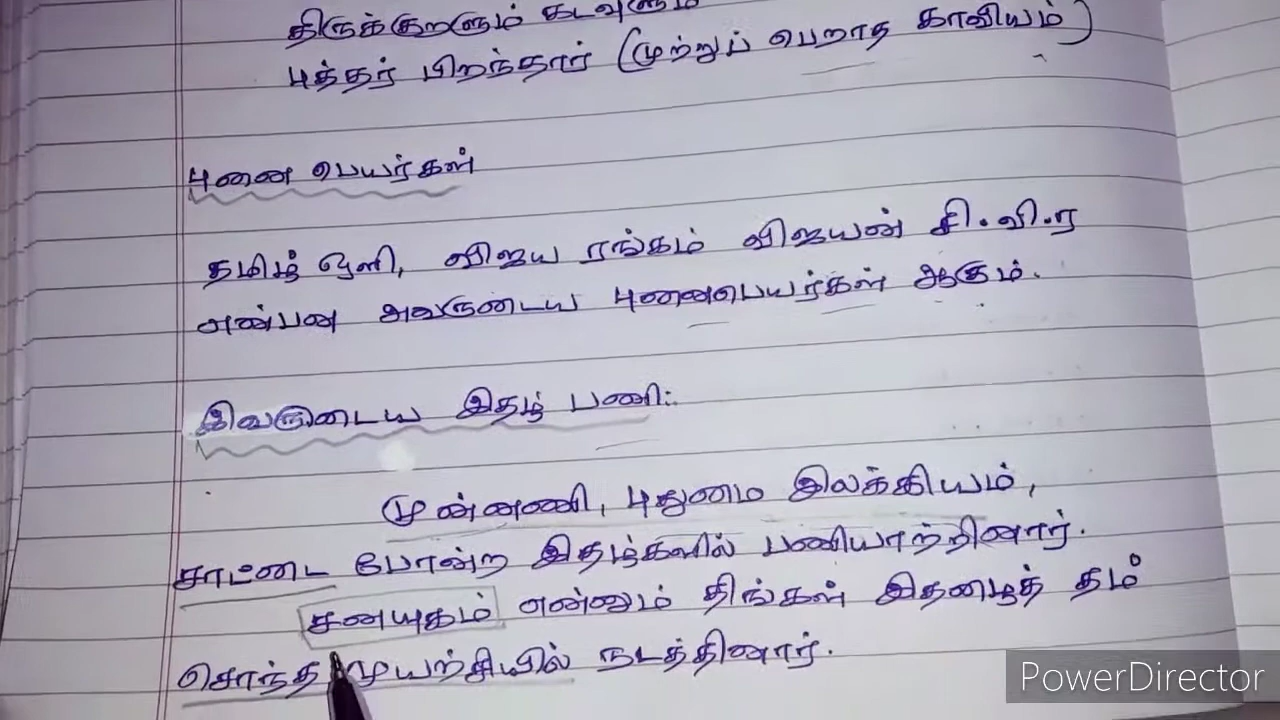 திருக்குறளும் கடவுளும்
புத்தர் பிறந்தார் (முற்றுப் பெறாத காவியம்)
புனை பெயர்கள்
தமிழ் ஒளி, விஜய ரங்கம் விஜயன் சி.வி.ர
என்பன அவருடைய புனைபெயர்கள் ஆகும்.
இவருடைய இதழ் பணி:
முன்னணி, புதுமை இலக்கியம்,
சாட்டை போன்ற இதழ்களில் பணியாற்றினார்.
சனயுகம் என்னும் திங்கள் இதழைத் தம்
சொந்த முயற்சியில் நடத்தினார்.
PowerDirector